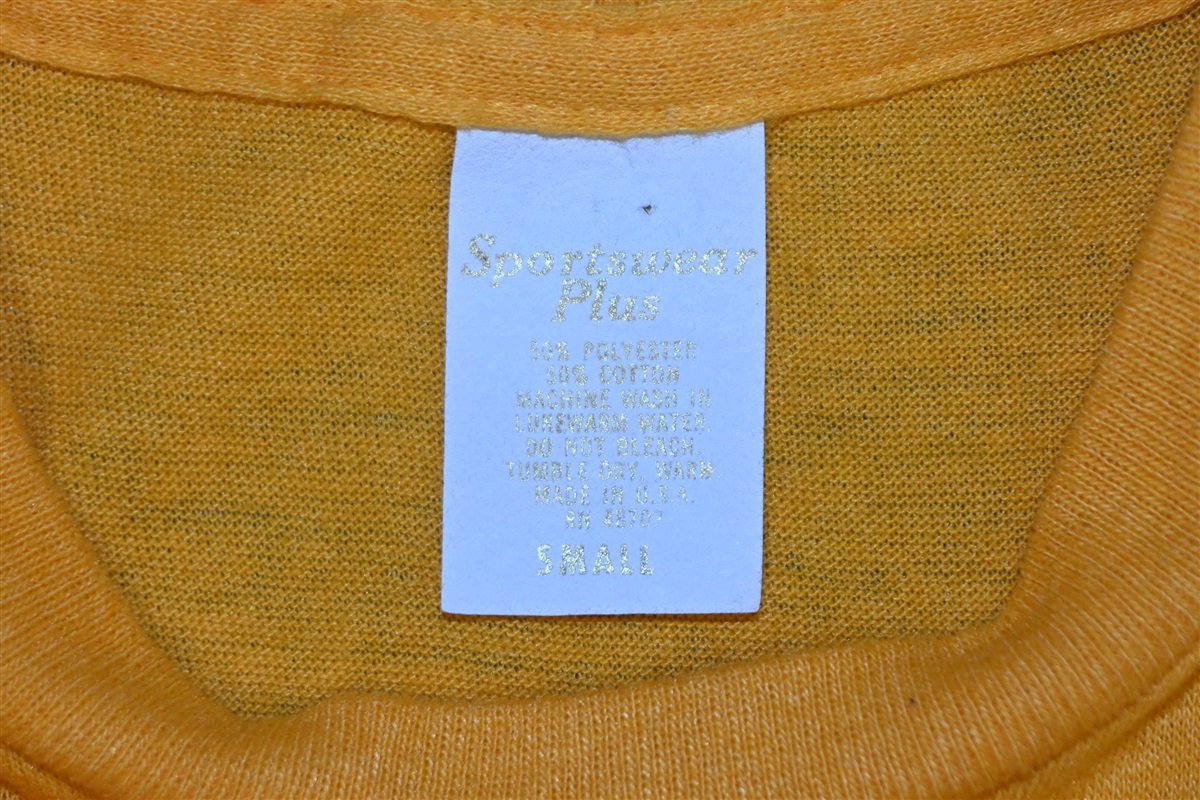 Sportswear
Plus
50% POLYESTER
50% COTTON
MACHINE WASH IN
LUKEWARM WATER.
DO NOT BLEACH.
TUMBLE DRY, WARM.
MADE IN U.S.A.
RN
SMALL